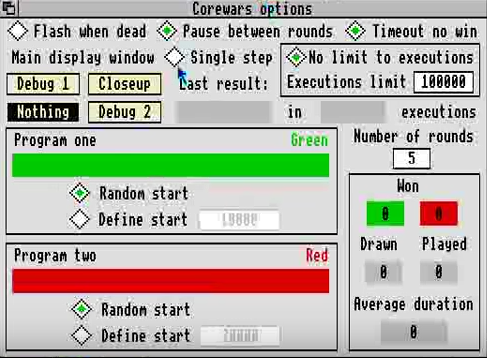 Corewars options
Flash when dead Pause between rounds Timeout no win
Main display window Single step No limit to executions
Debug 1 Closeup Last result: Executions limit 100000
Nothing Debug 2 in executions
Program one Green Number of rounds
5
Random start Won
Define start 10000 0 0
Program two Red Drawn Played
0 0
Random start Average duration
Define start 20000 0